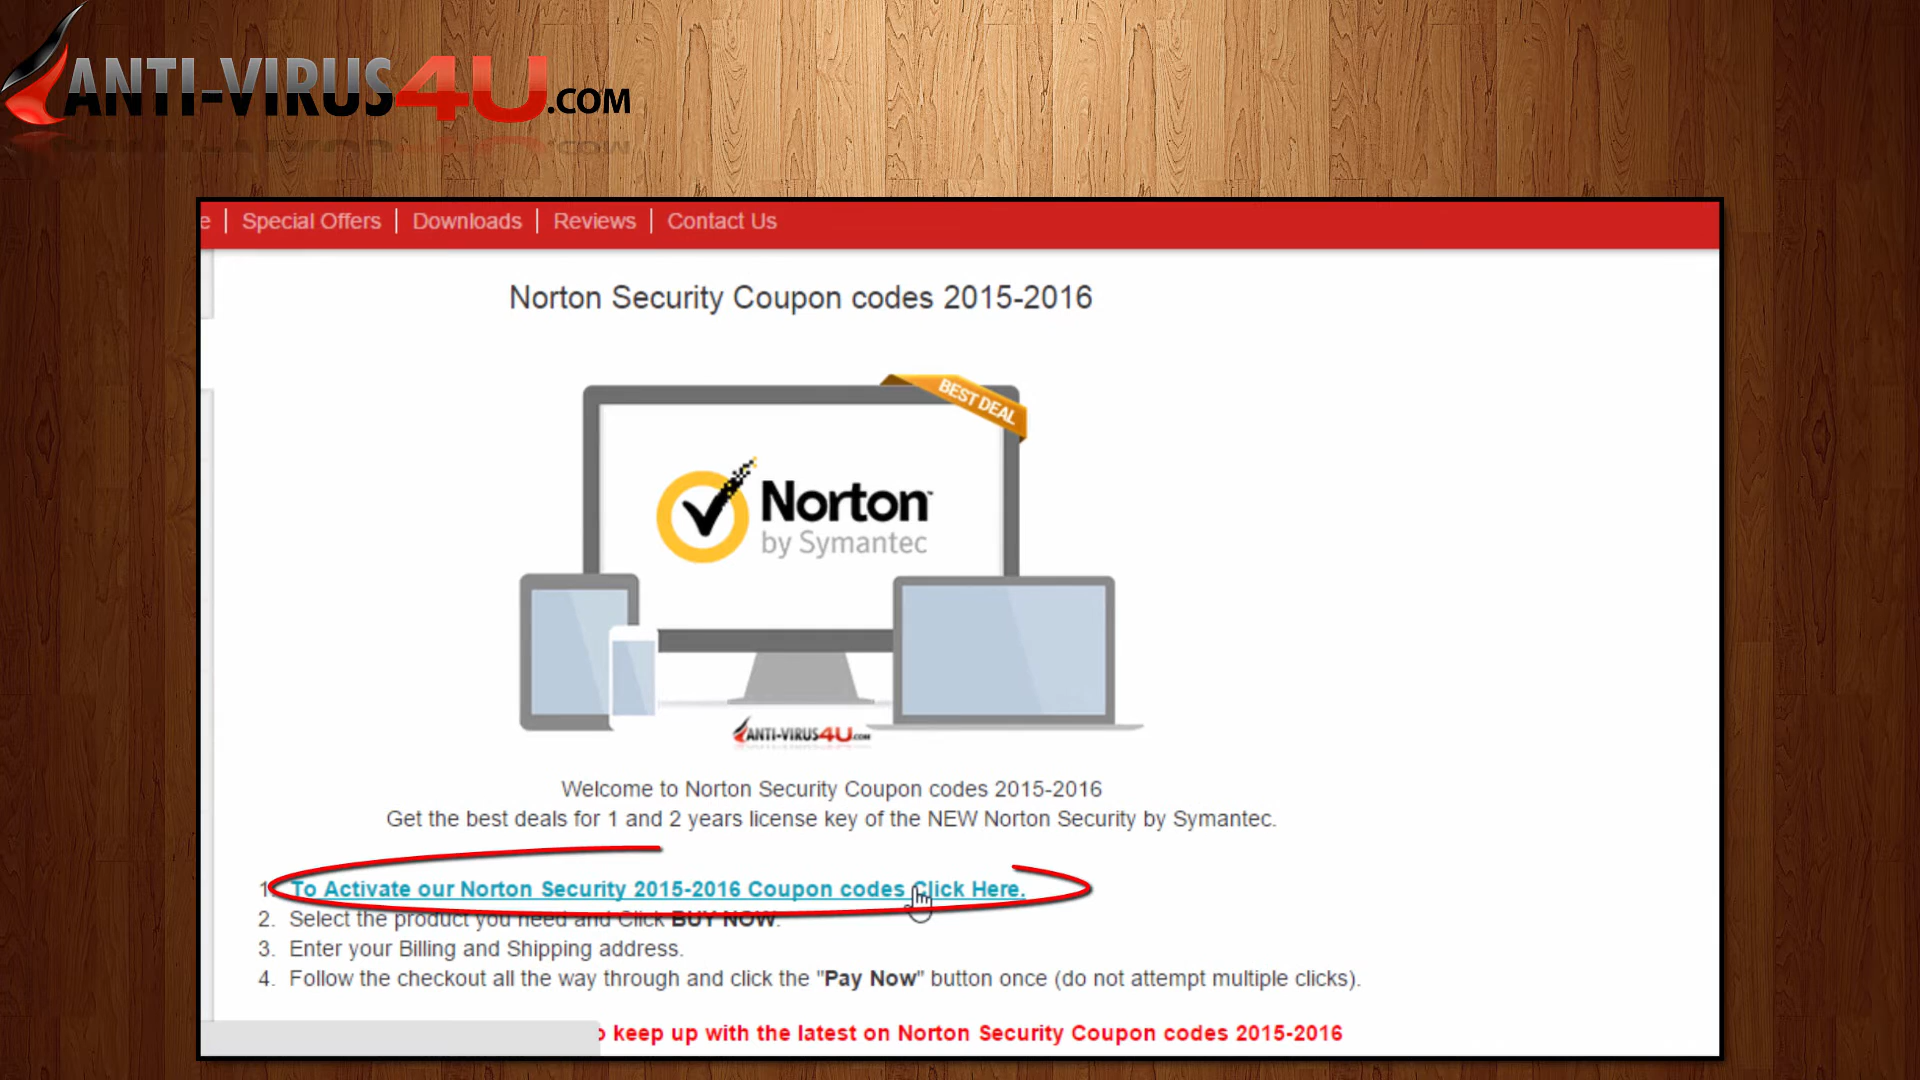 ANTI-VIRUS4U.COM
e | Special Offers | Downloads | Reviews | Contact Us
Norton Security Coupon codes 2015-2016
BEST DEAL
Norton™
by Symantec
ANTI-VIRUS4U.COM
Welcome to Norton Security Coupon codes 2015-2016
Get the best deals for 1 and 2 years license key of the NEW Norton Security by Symantec.
1. To Activate our Norton Security 2015-2016 Coupon codes Click Here.
2. Select the product you need and Click BUY NOW.
3. Enter your Billing and Shipping address.
4. Follow the checkout all the way through and click the "Pay Now" button once (do not attempt multiple clicks).
o keep up with the latest on Norton Security Coupon codes 2015-2016